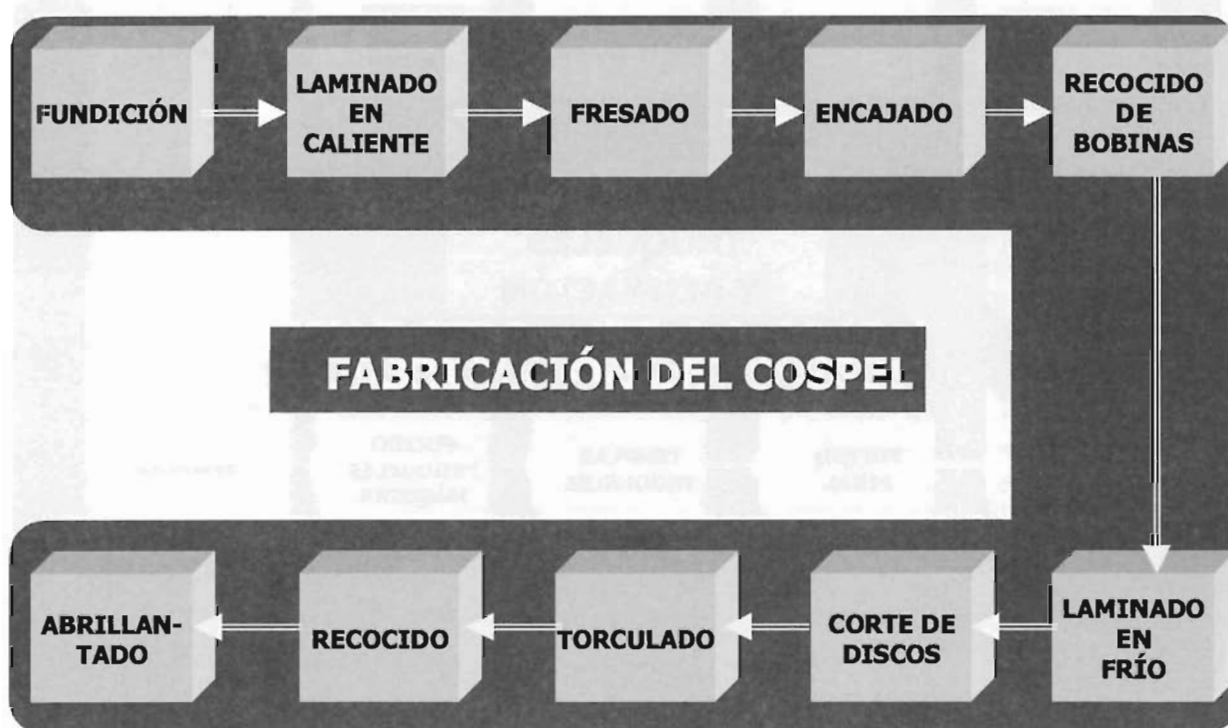 FUNDICIÓN
LAMINADO
EN
CALIENTE
FRESADO
ENCAJADO
RECOCIDO
DE
BOBINAS
FABRICACIÓN DEL COSPEL
LAMINADO
EN
FRÍO
CORTE DE
DISCOS
TORCULADO
RECOCIDO
ABRILLAN-
TADO